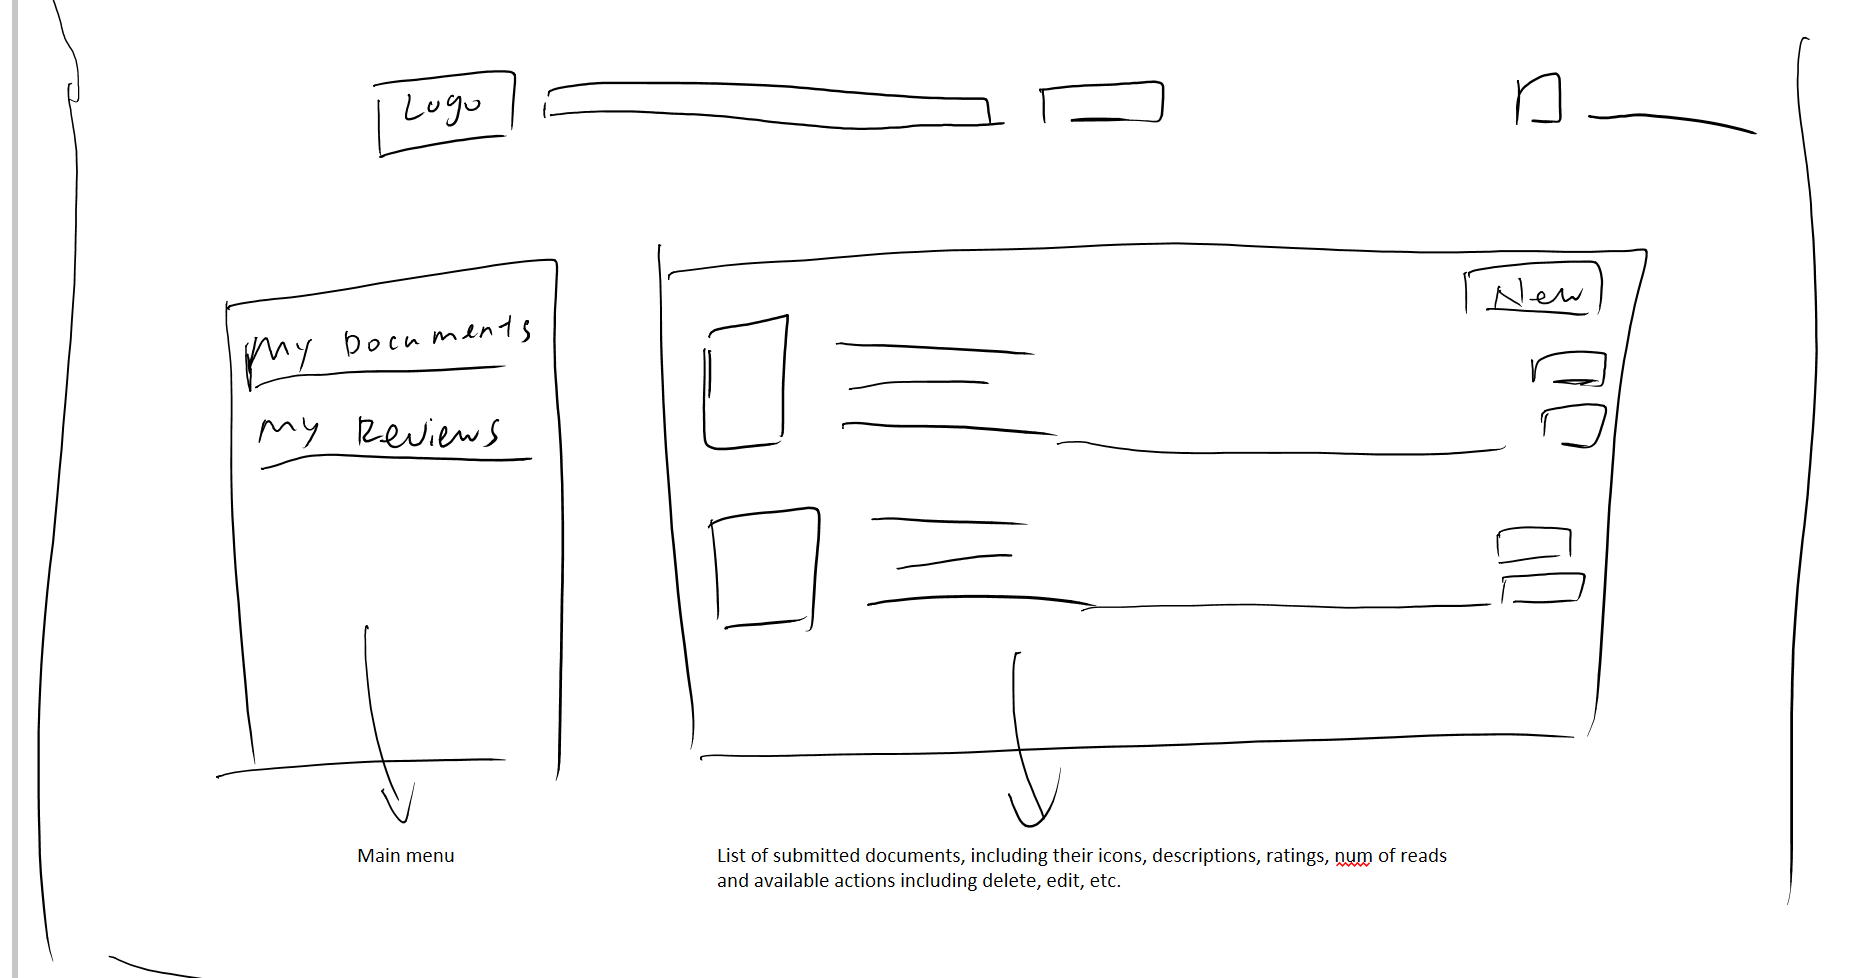 Logo
New
My Documents
My Reviews
Main menu
List of submitted documents, including their icons, descriptions, ratings, num of reads
and available actions including delete, edit, etc.